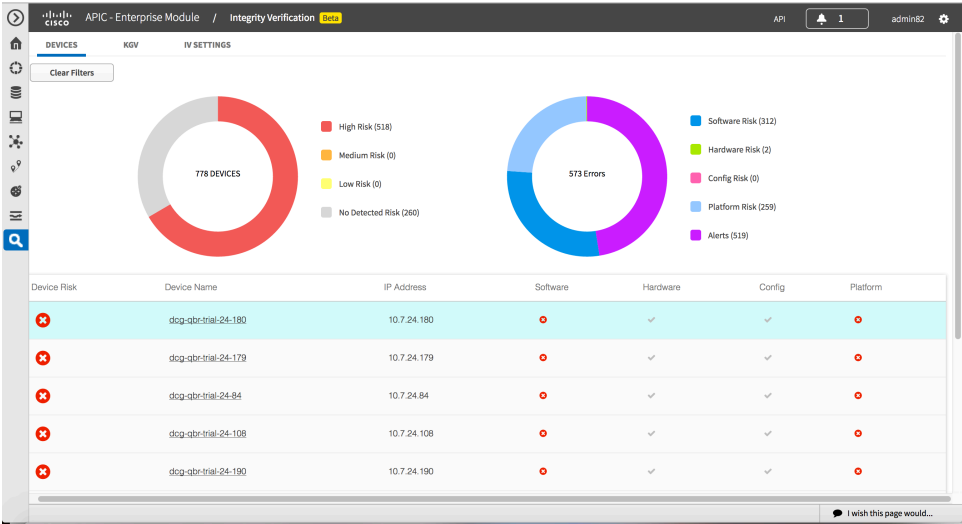 CISCO APIC - Enterprise Module / Integrity Verification Beta API 1 admin82
DEVICES KGV IV SETTINGS
Clear Filters
778 DEVICES
High Risk (518)
Medium Risk (0)
Low Risk (0)
No Detected Risk (260)
573 Errors
Software Risk (312)
Hardware Risk (2)
Config Risk (0)
Platform Risk (259)
Alerts (519)
Device Risk Device Name IP Address Software Hardware Config Platform
dcg-qbr-trial-24-180 10.7.24.180
dcg-qbr-trial-24-179 10.7.24.179
dcg-qbr-trial-24-84 10.7.24.84
dcg-qbr-trial-24-108 10.7.24.108
dcg-qbr-trial-24-190 10.7.24.190
I wish this page would...